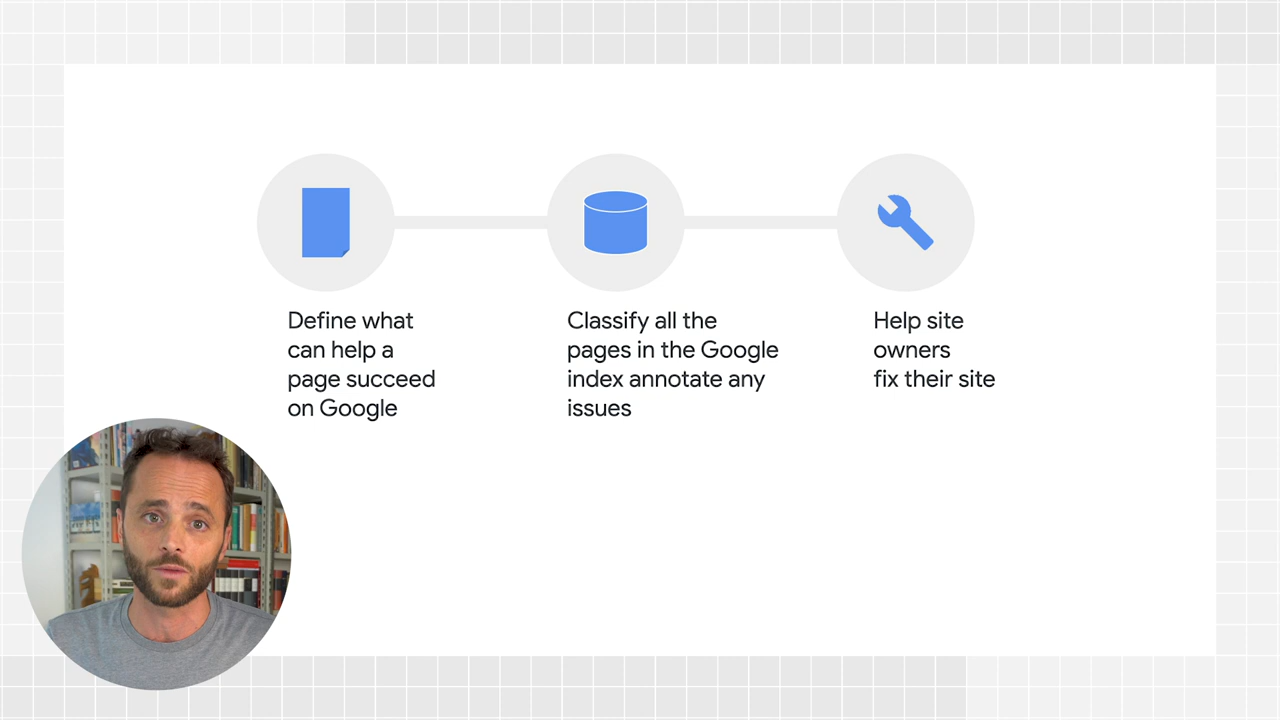 Define what
can help a
page succeed
on Google
Classify all the
pages in the Google
index annotate any
issues
Help site
owners
fix their site